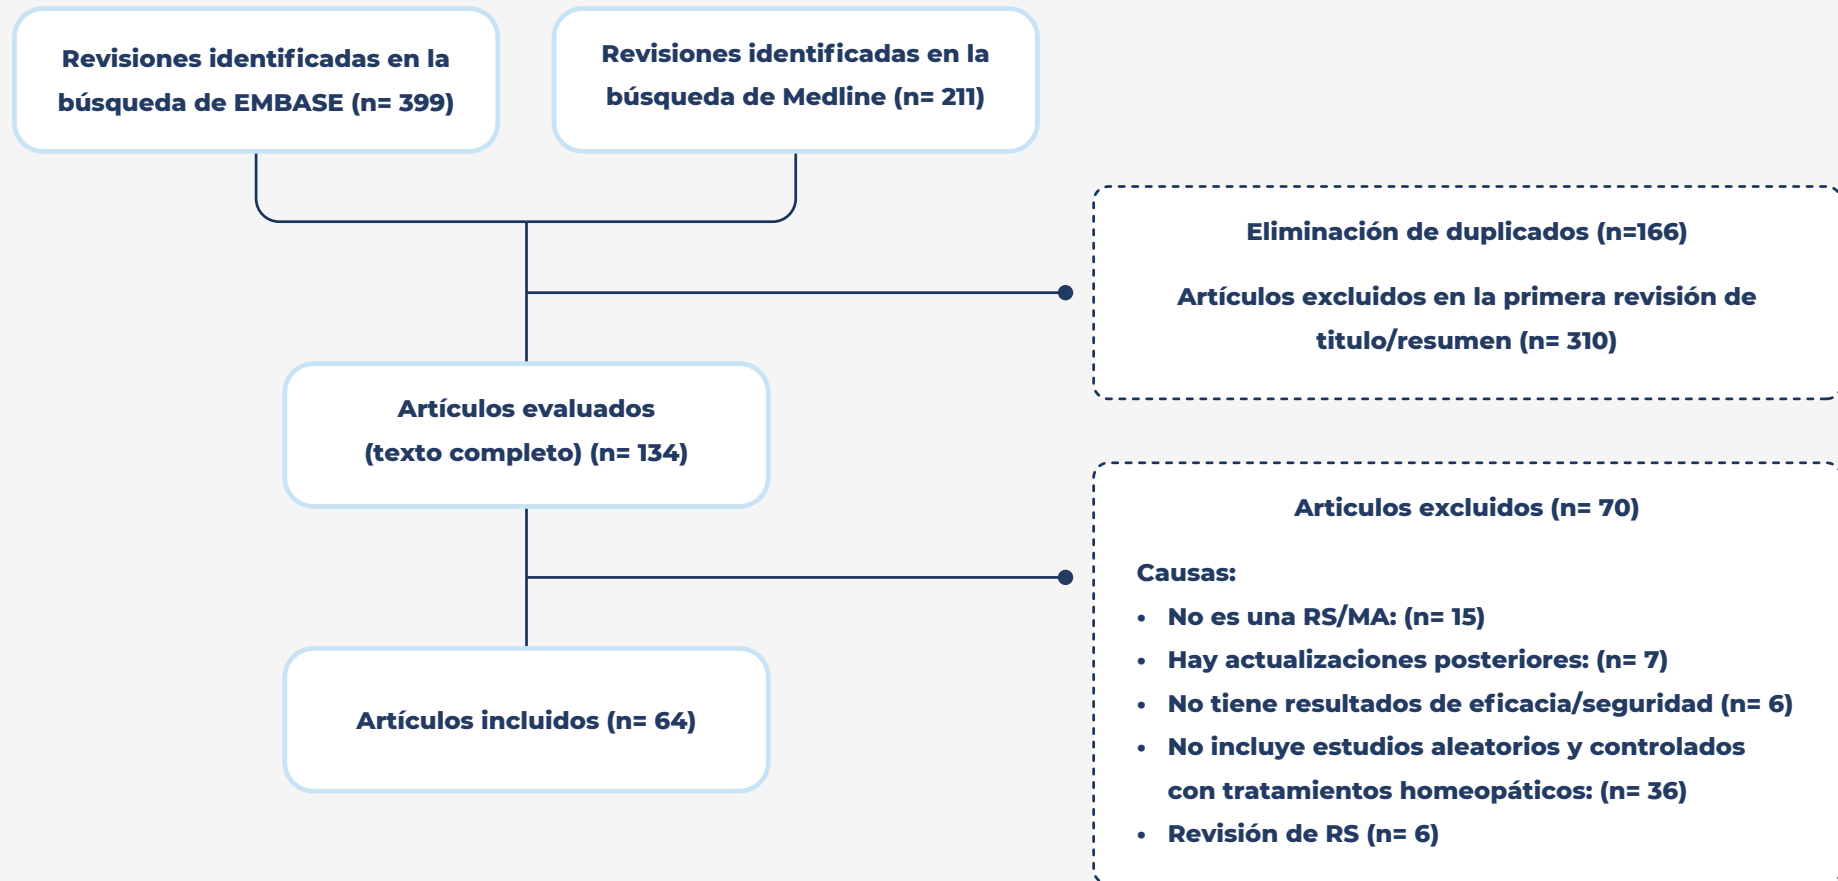 Revisiones identificadas en la
búsqueda de EMBASE (n= 399)
Revisiones identificadas en la
búsqueda de Medline (n= 211)
Eliminación de duplicados (n=166)
Artículos excluidos en la primera revisión de
titulo/resumen (n= 310)
Artículos evaluados
(texto completo) (n= 134)
Articulos excluidos (n= 70)
Causas:
• No es una RS/MA: (n= 15)
• Hay actualizaciones posteriores: (n= 7)
• No tiene resultados de eficacia/seguridad (n= 6)
• No incluye estudios aleatorios y controlados
con tratamientos homeopáticos: (n= 36)
• Revisión de RS (n= 6)
Artículos incluidos (n= 64)